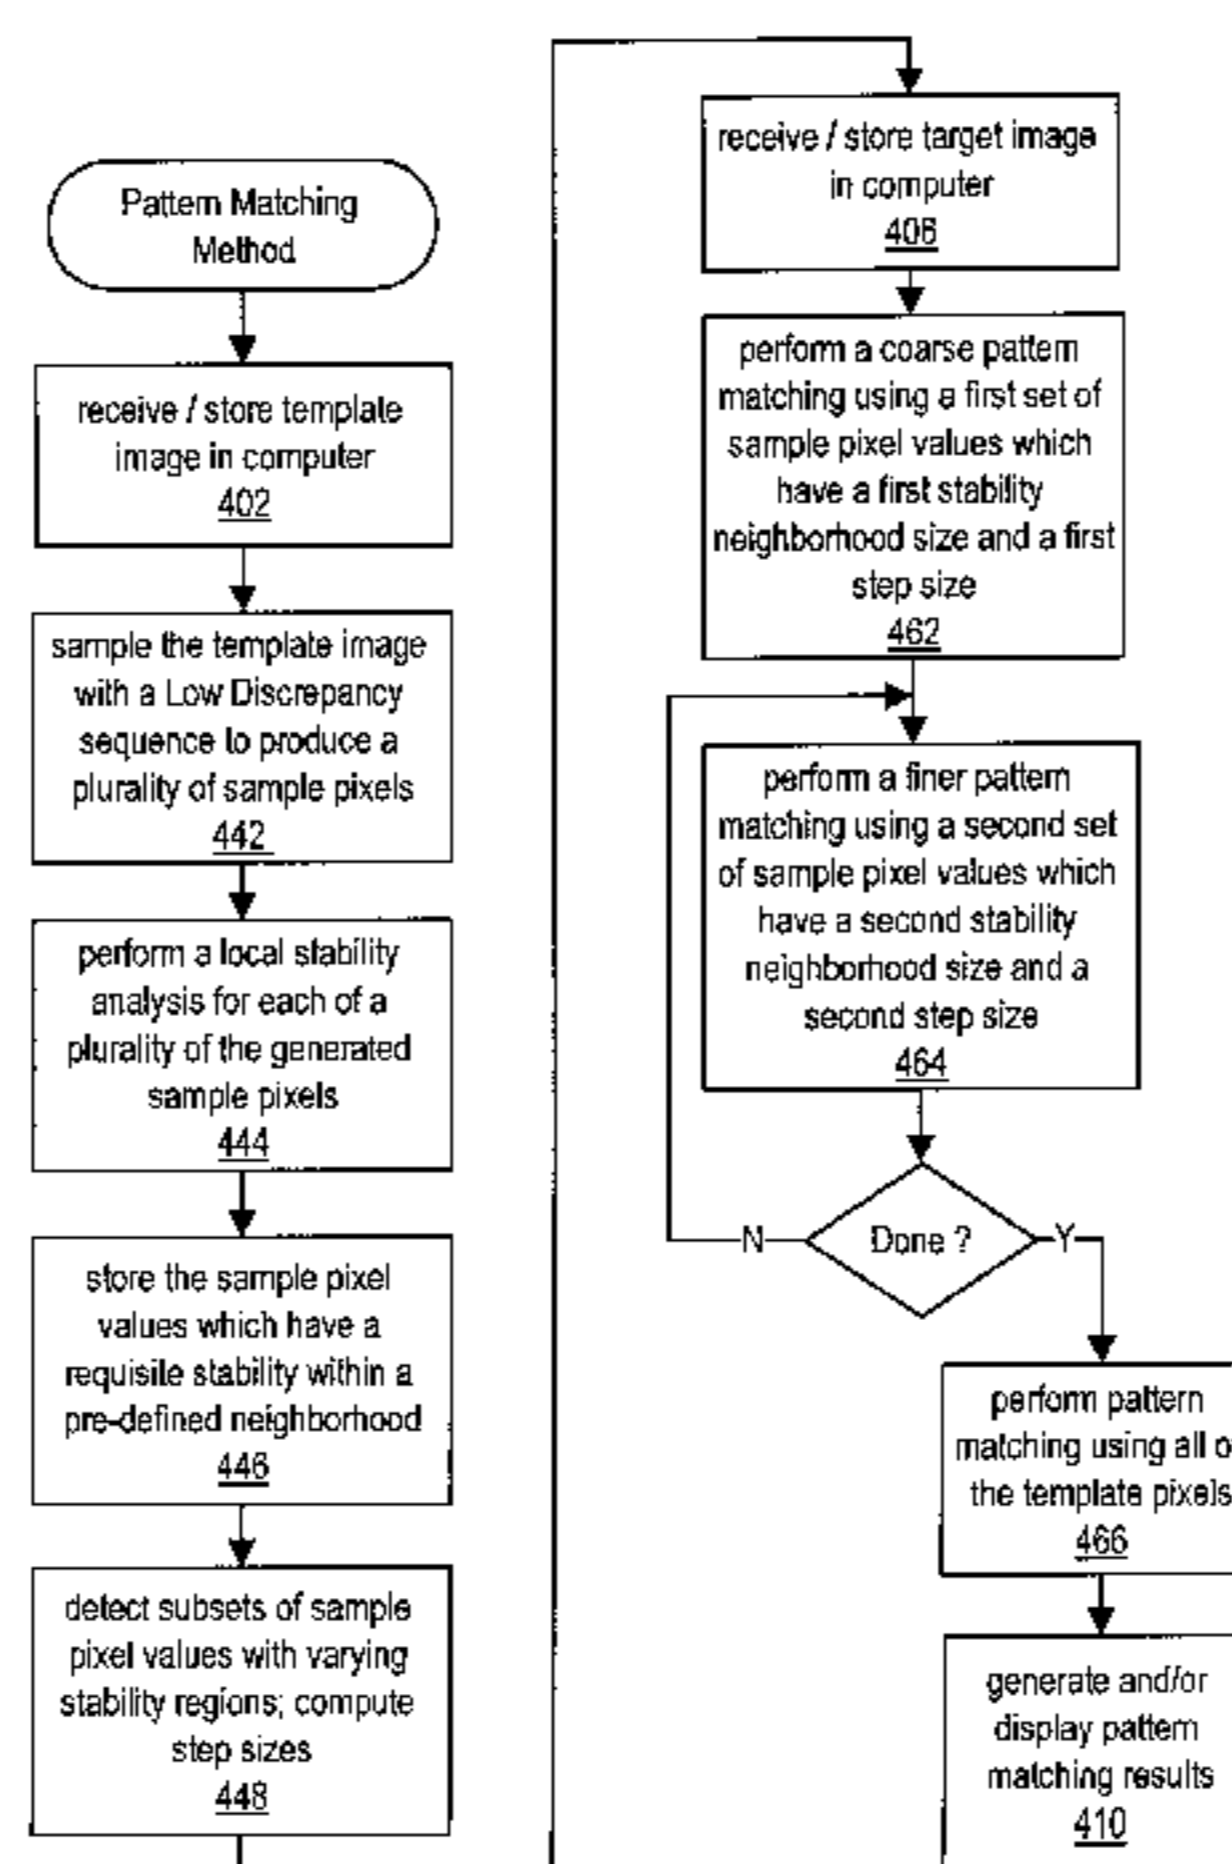 Pattern Matching
Method
receive / store template
image in computer
402
sample the template image
with a Low Discrepancy
sequence to produce a
plurality of sample pixels
442
perform a local stability
analysis for each of a
plurality of the generated
sample pixels
444
store the sample pixel
values which have a
requisite stability within a
pre-defined neighborhood
446
detect subsets of sample
pixel values with varying
stability regions; compute
step sizes
448
receive / store target image
in computer
406
perform a coarse pattern
matching using a first set of
sample pixel values which
have a first stability
neighborhood size and a first
step size
462
perform a finer pattern
matching using a second set
of sample pixel values which
have a second stability
neighborhood size and a
second step size
464
N
Done ?
Y
perform pattern
matching using all
the template pixels
466
generate and/or
display pattern
matching results
410